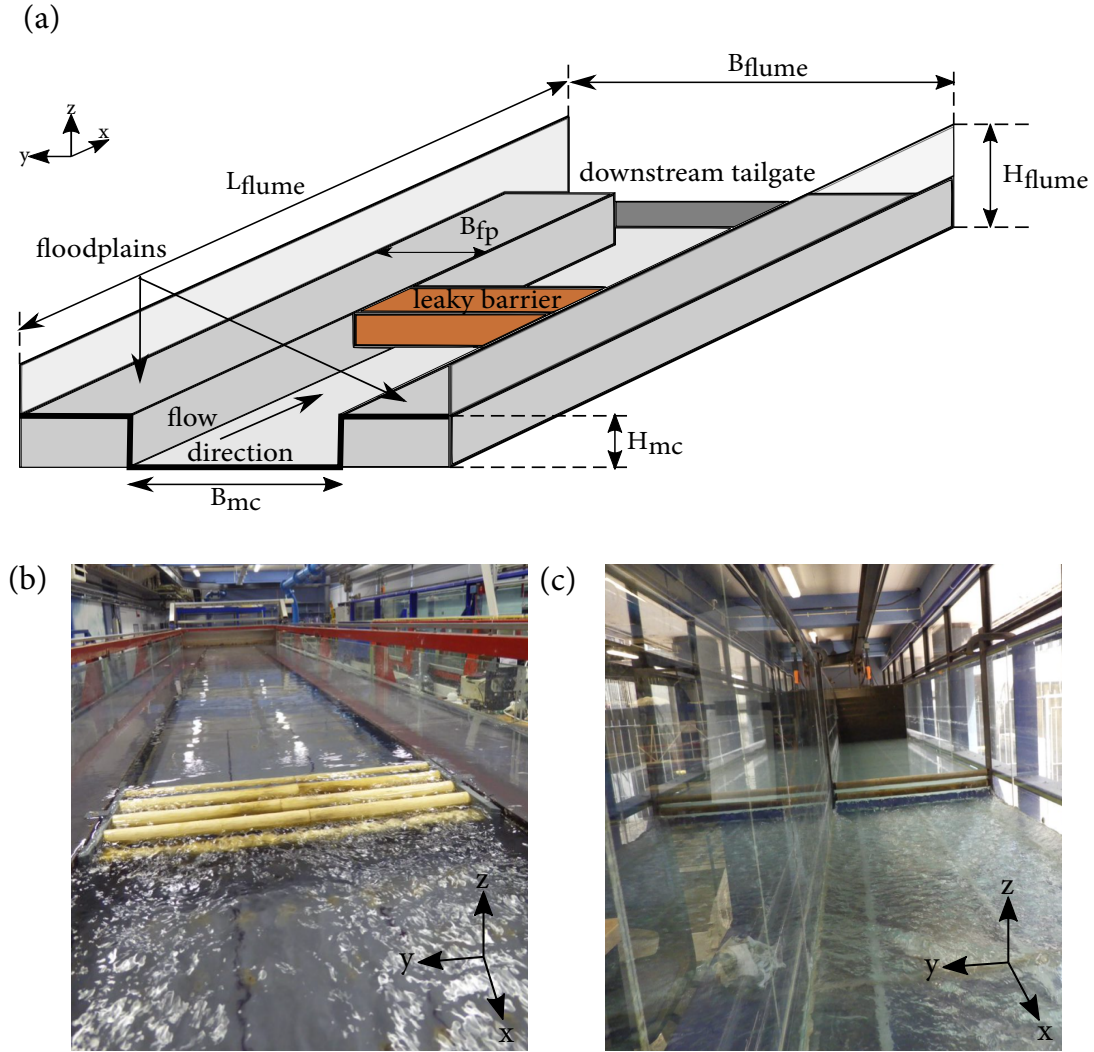 (a)
Bflume
z
x
y
downstream tailgate
Lflume
Hflume
Bfp
floodplains
leaky barrier
flow
direction
Hmc
Bmc
(b)
(c)
z
y
x
z
y
x